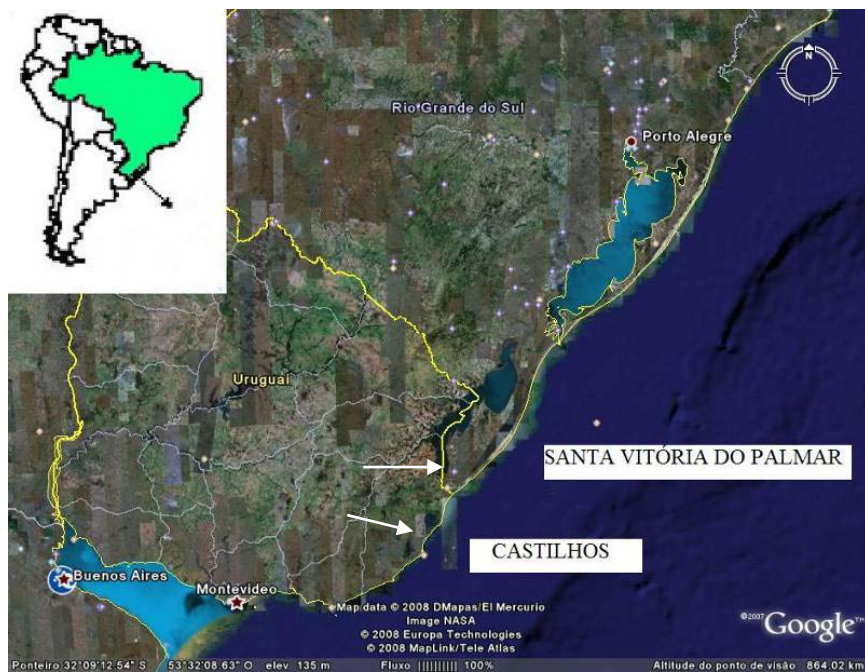 N
Rio Grande do Sul
Porto Alegre
Uruguai
SANTA VITÓRIA DO PALMAR
CASTILHOS
Buenos Aires
Montevideo
Map data © 2008 DMapas/El Mercurio
Image NASA
© 2008 Europa Technologies
© 2008 MapLink/Tele Atlas
©2007 Google™
Ponteiro 32°09'12.54" S 53°32'08.63" O elev 135 m Fluxo |||||||||| 100% Altitude do ponto de visão 864.02 km